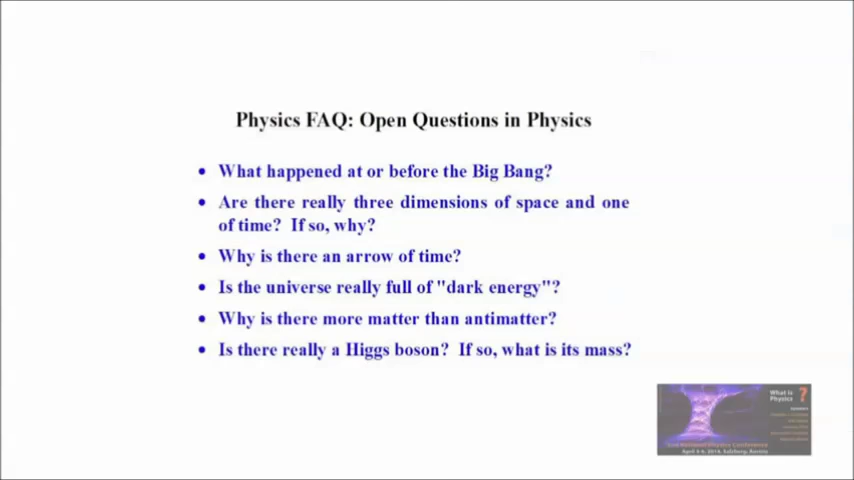 Physics FAQ: Open Questions in Physics
• What happened at or before the Big Bang?
• Are there really three dimensions of space and one
of time? If so, why?
• Why is there an arrow of time?
• Is the universe really full of "dark energy"?
• Why is there more matter than antimatter?
• Is there really a Higgs boson? If so, what is its mass?
What Is
Physics ?